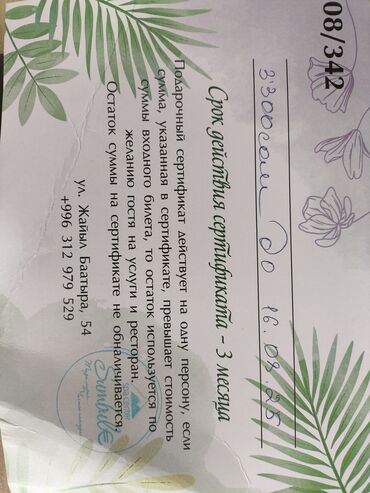 08/342
3300сом до 16.08.25
Срок действия сертификата - 3 месяца
Подарочный сертификат действует на одну персону, если
сумма, указанная в сертификате, превышает стоимость
суммы входного билета, то остаток используется по
желанию гостя на услуги и ресторан.
Остаток суммы на сертификате не обналичивается.
ул. Жайыл Баатыра, 54
+996 312 979 529